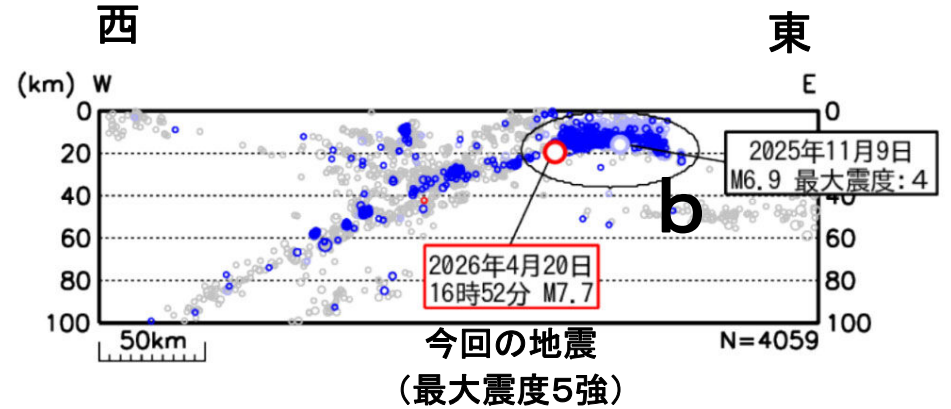 西
東
(km) W
E
0
20
40
60
80
100
0
40
60
80
100
2025年11月9日
M6.9 最大震度:4
b
2026年4月20日
16時52分 M7.7
50km
N=4059
今回の地震
（最大震度５強）